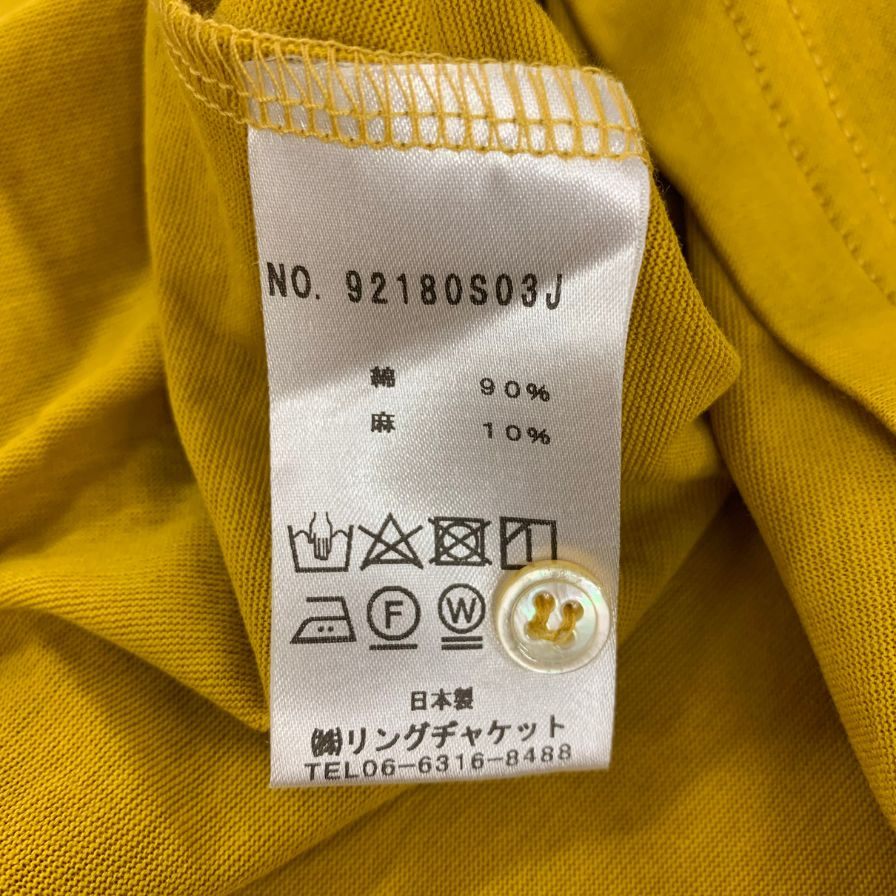 NO. 92180S03J
綿 90%
麻 10%
F W
日本製
㈱リングヂャケット
TEL06-6316-8488